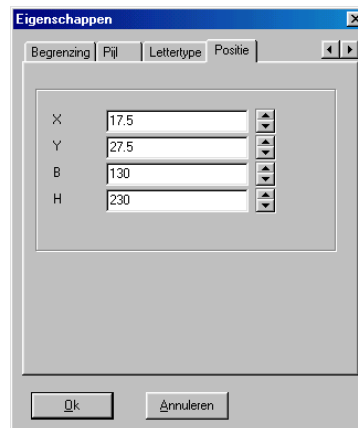 Eigenschappen
Begrenzing Pijl Lettertype Positie
X 17.5
Y 27.5
B 130
H 230
Ok Annuleren